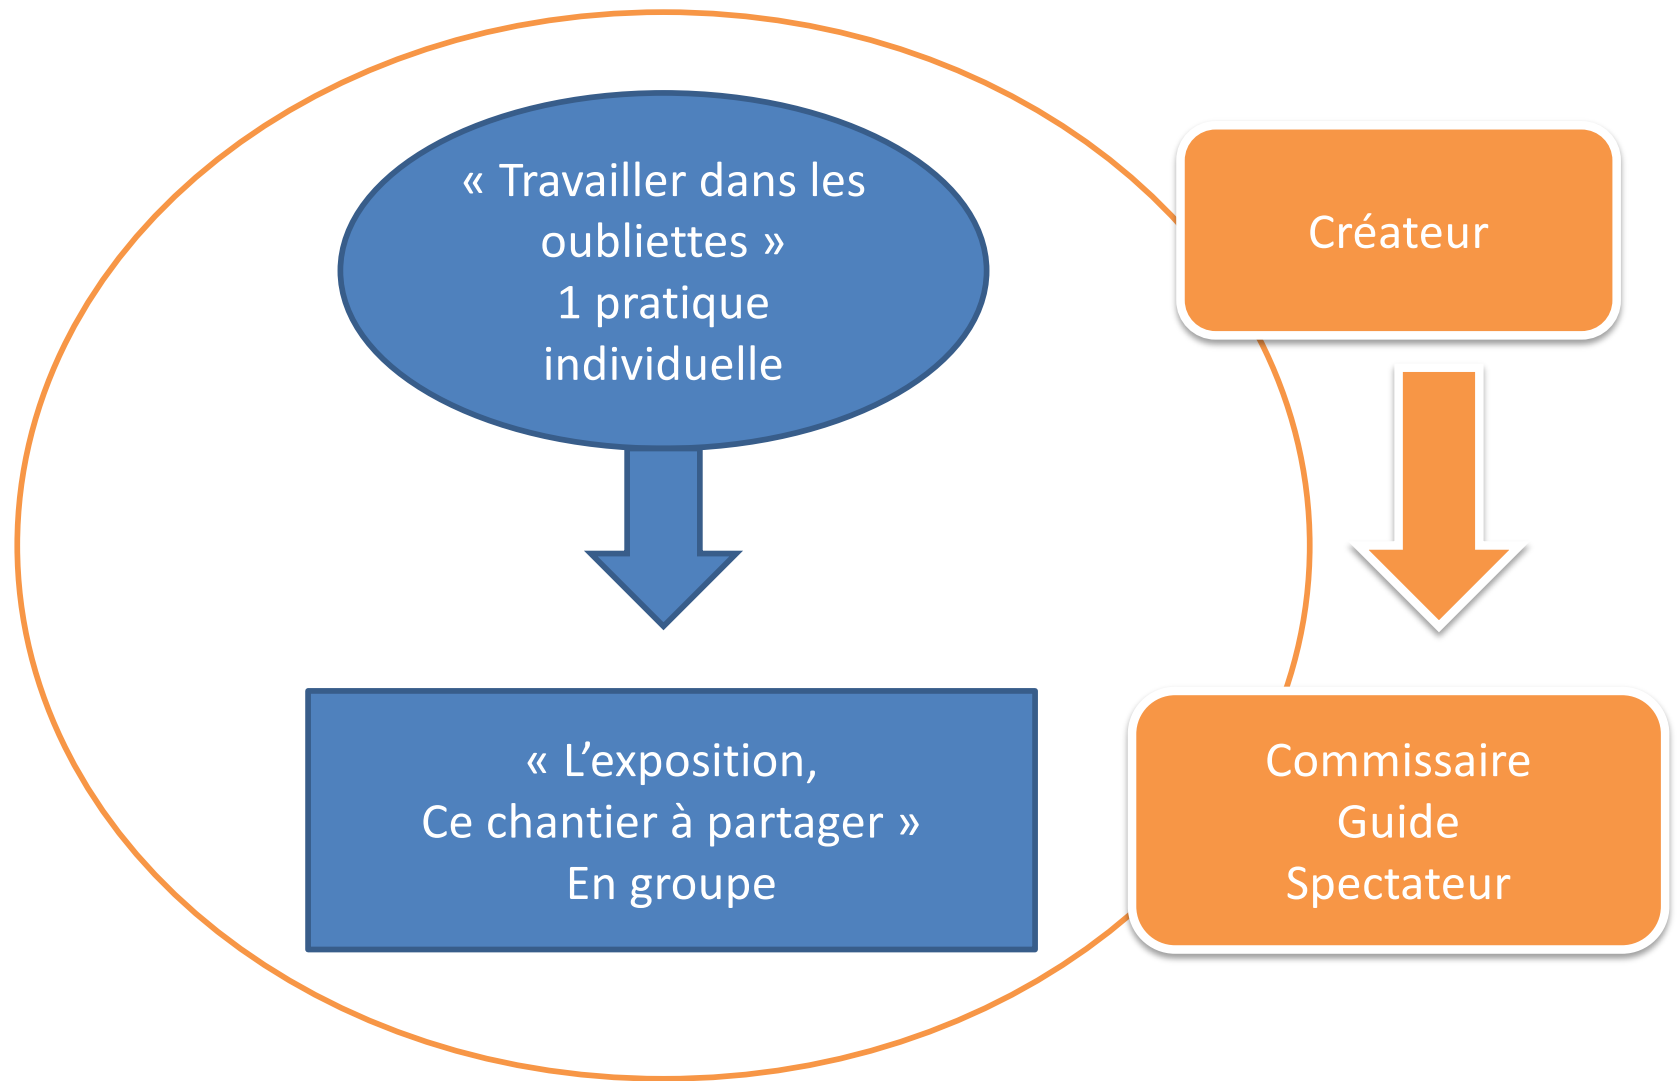 « Travailler dans les
oubliettes »
1 pratique
individuelle
Créateur
« L’exposition,
Ce chantier à partager »
En groupe
Commissaire
Guide
Spectateur